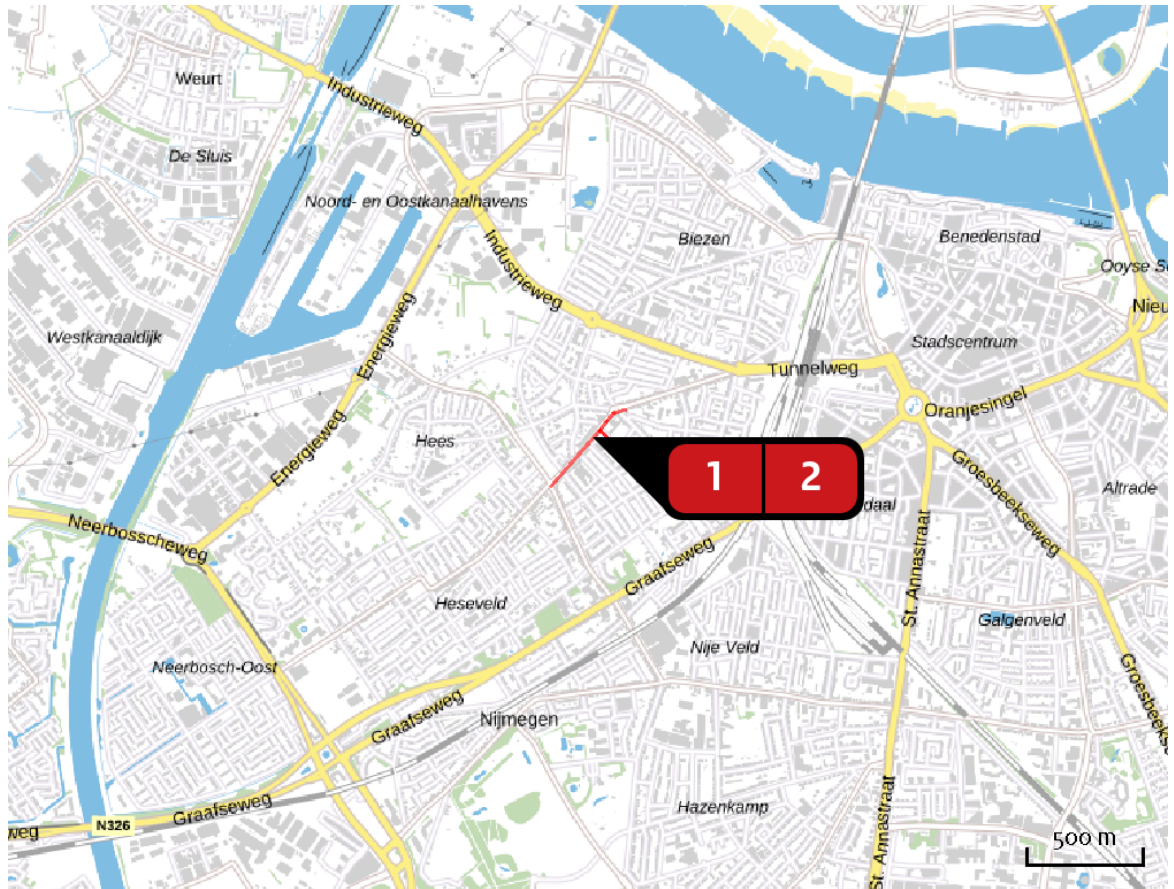 Weurt
Industrieweg
De Sluis
Noord- en Oostkanaalhavens
Biezen
Benedenstad
Industrieweg
Nieu
Westkanaaldijk
Energieweg
Stadscentrum
Tunnelweg
Oranjesingel
Hees
Energieweg
1
2
daal
Groesbeekseweg
Altrade
Neerbosscheweg
Graafseweg
St. Annastraat
Heseveld
Galgenveld
Nije Veld
Neerbosch-Oost
Graafseweg
Nijmegen
Graafseweg
Hazenkamp
St. Annastraat
weg
N326
500 m